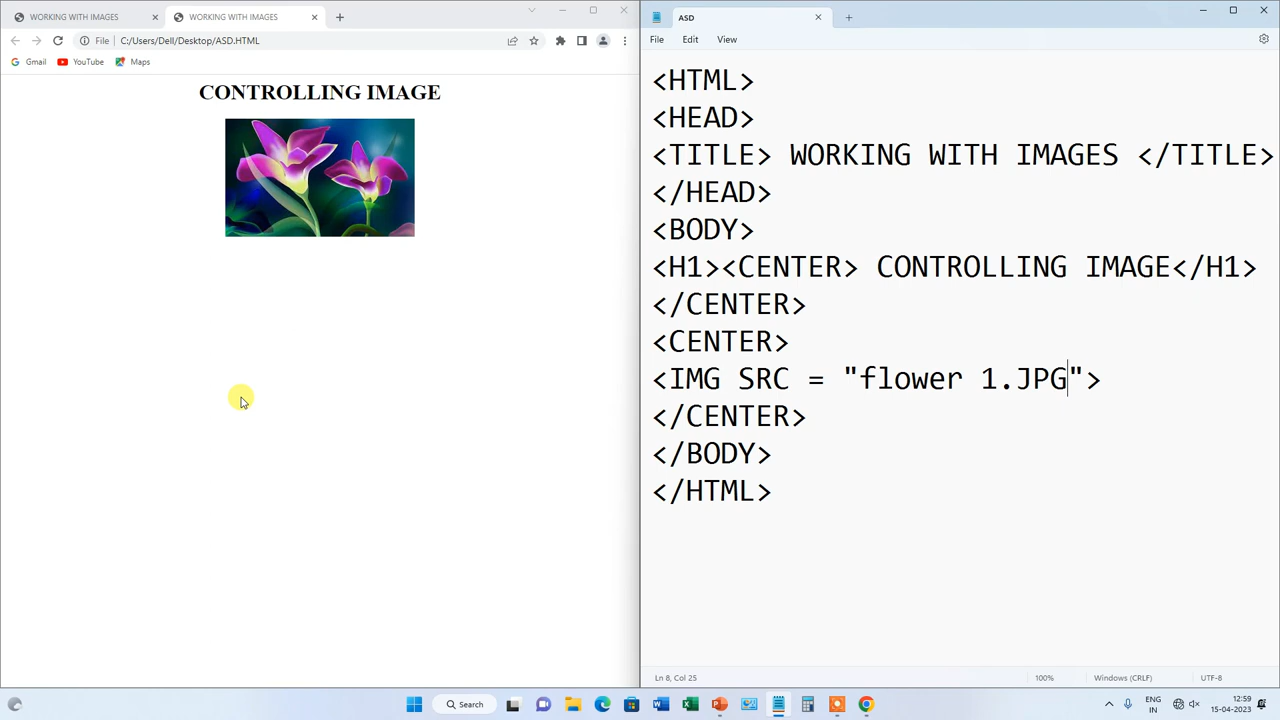 WORKING WITH IMAGES
WORKING WITH IMAGES
File C:/Users/Dell/Desktop/ASD.HTML
Gmail YouTube Maps
CONTROLLING IMAGE
ASD
File Edit View
<HTML>
<HEAD>
<TITLE> WORKING WITH IMAGES </TITLE>
</HEAD>
<BODY>
<H1><CENTER> CONTROLLING IMAGE</H1>
</CENTER>
<CENTER>
<IMG SRC = "flower 1.JPG">
</CENTER>
</BODY>
</HTML>
Ln 8, Col 25 100% Windows (CRLF) UTF-8
Search
ENG
IN
12:59
15-04-2023